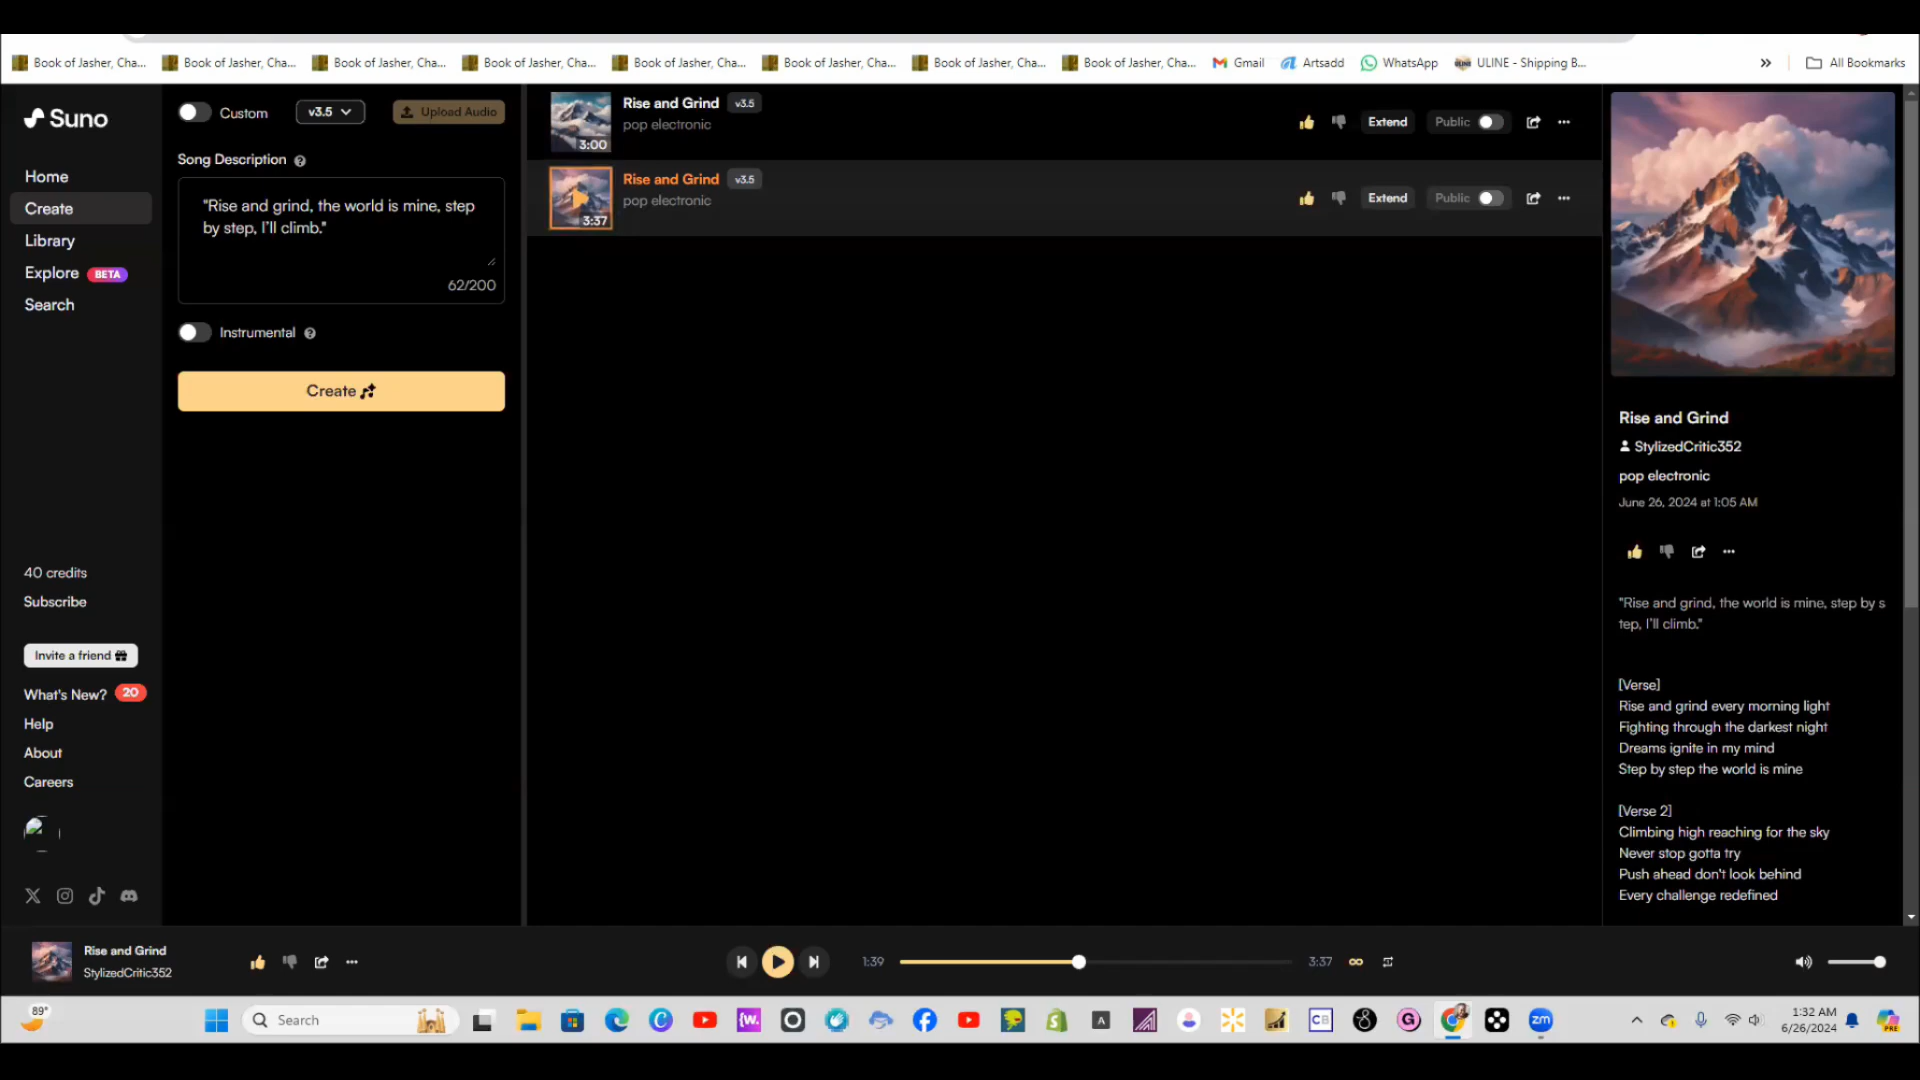 Book of Jasher, Cha...
Book of Jasher, Cha...
Book of Jasher, Cha...
Book of Jasher, Cha...
Book of Jasher, Cha...
Book of Jasher, Cha...
Book of Jasher, Cha...
Book of Jasher, Cha...
Gmail
Artsadd
WhatsApp
ULINE - Shipping B...
»
All Bookmarks
Suno
Home
Create
Library
Explore BETA
Search
40 credits
Subscribe
Invite a friend
What's New? 20
Help
About
Careers
Custom
v3.5
Upload Audio
Song Description
"Rise and grind, the world is mine, step
by step, I'll climb."
62/200
Instrumental
Create
Rise and Grind v3.5
pop electronic
3:00
Extend
Public
Rise and Grind v3.5
pop electronic
3:37
Extend
Public
Rise and Grind
StylizedCritic352
pop electronic
June 26, 2024 at 1:05 AM
"Rise and grind, the world is mine, step by s
tep, I'll climb."
[Verse]
Rise and grind every morning light
Fighting through the darkest night
Dreams ignite in my mind
Step by step the world is mine
[Verse 2]
Climbing high reaching for the sky
Never stop gotta try
Push ahead don't look behind
Every challenge redefined
Rise and Grind
StylizedCritic352
1:39
3:37
89°
Search
{w.
A
CB
G
zm
1:32 AM
6/26/2024
PRE